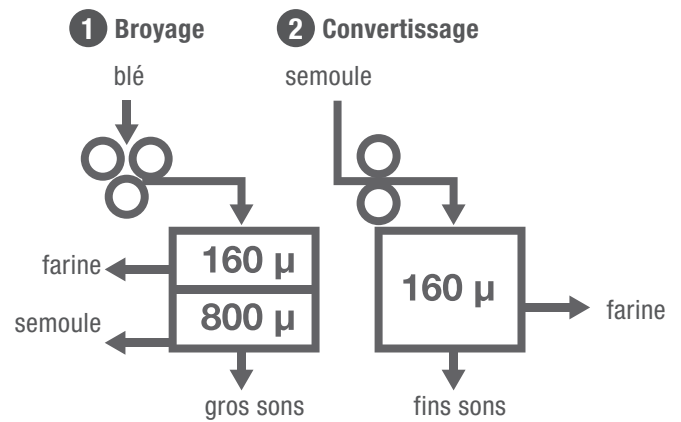 1 Broyage
2 Convertissage
blé
semoule
160 µ
farine
800 µ
semoule
gros sons
160 µ
farine
fins sons